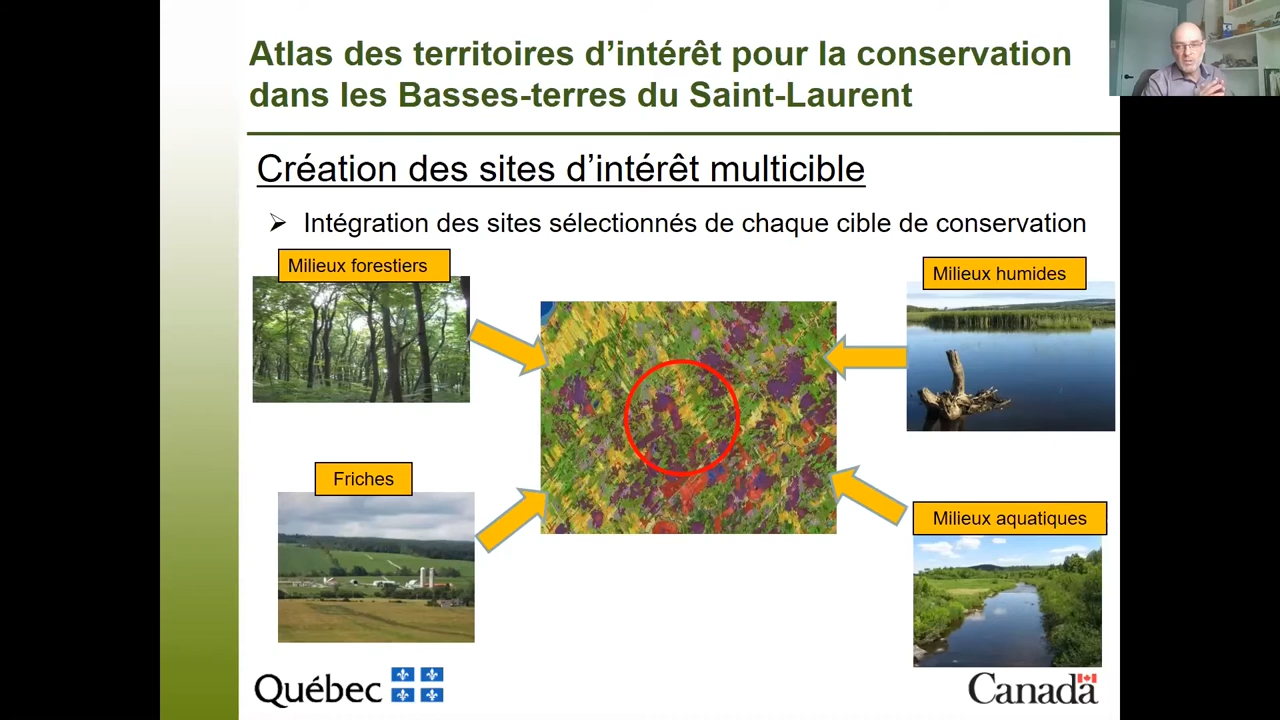 Atlas des territoires d’intérêt pour la conservation
dans les Basses-terres du Saint-Laurent
Création des sites d’intérêt multicible
Intégration des sites sélectionnés de chaque cible de conservation
Milieux forestiers
Milieux humides
Friches
Milieux aquatiques
Québec
Canada